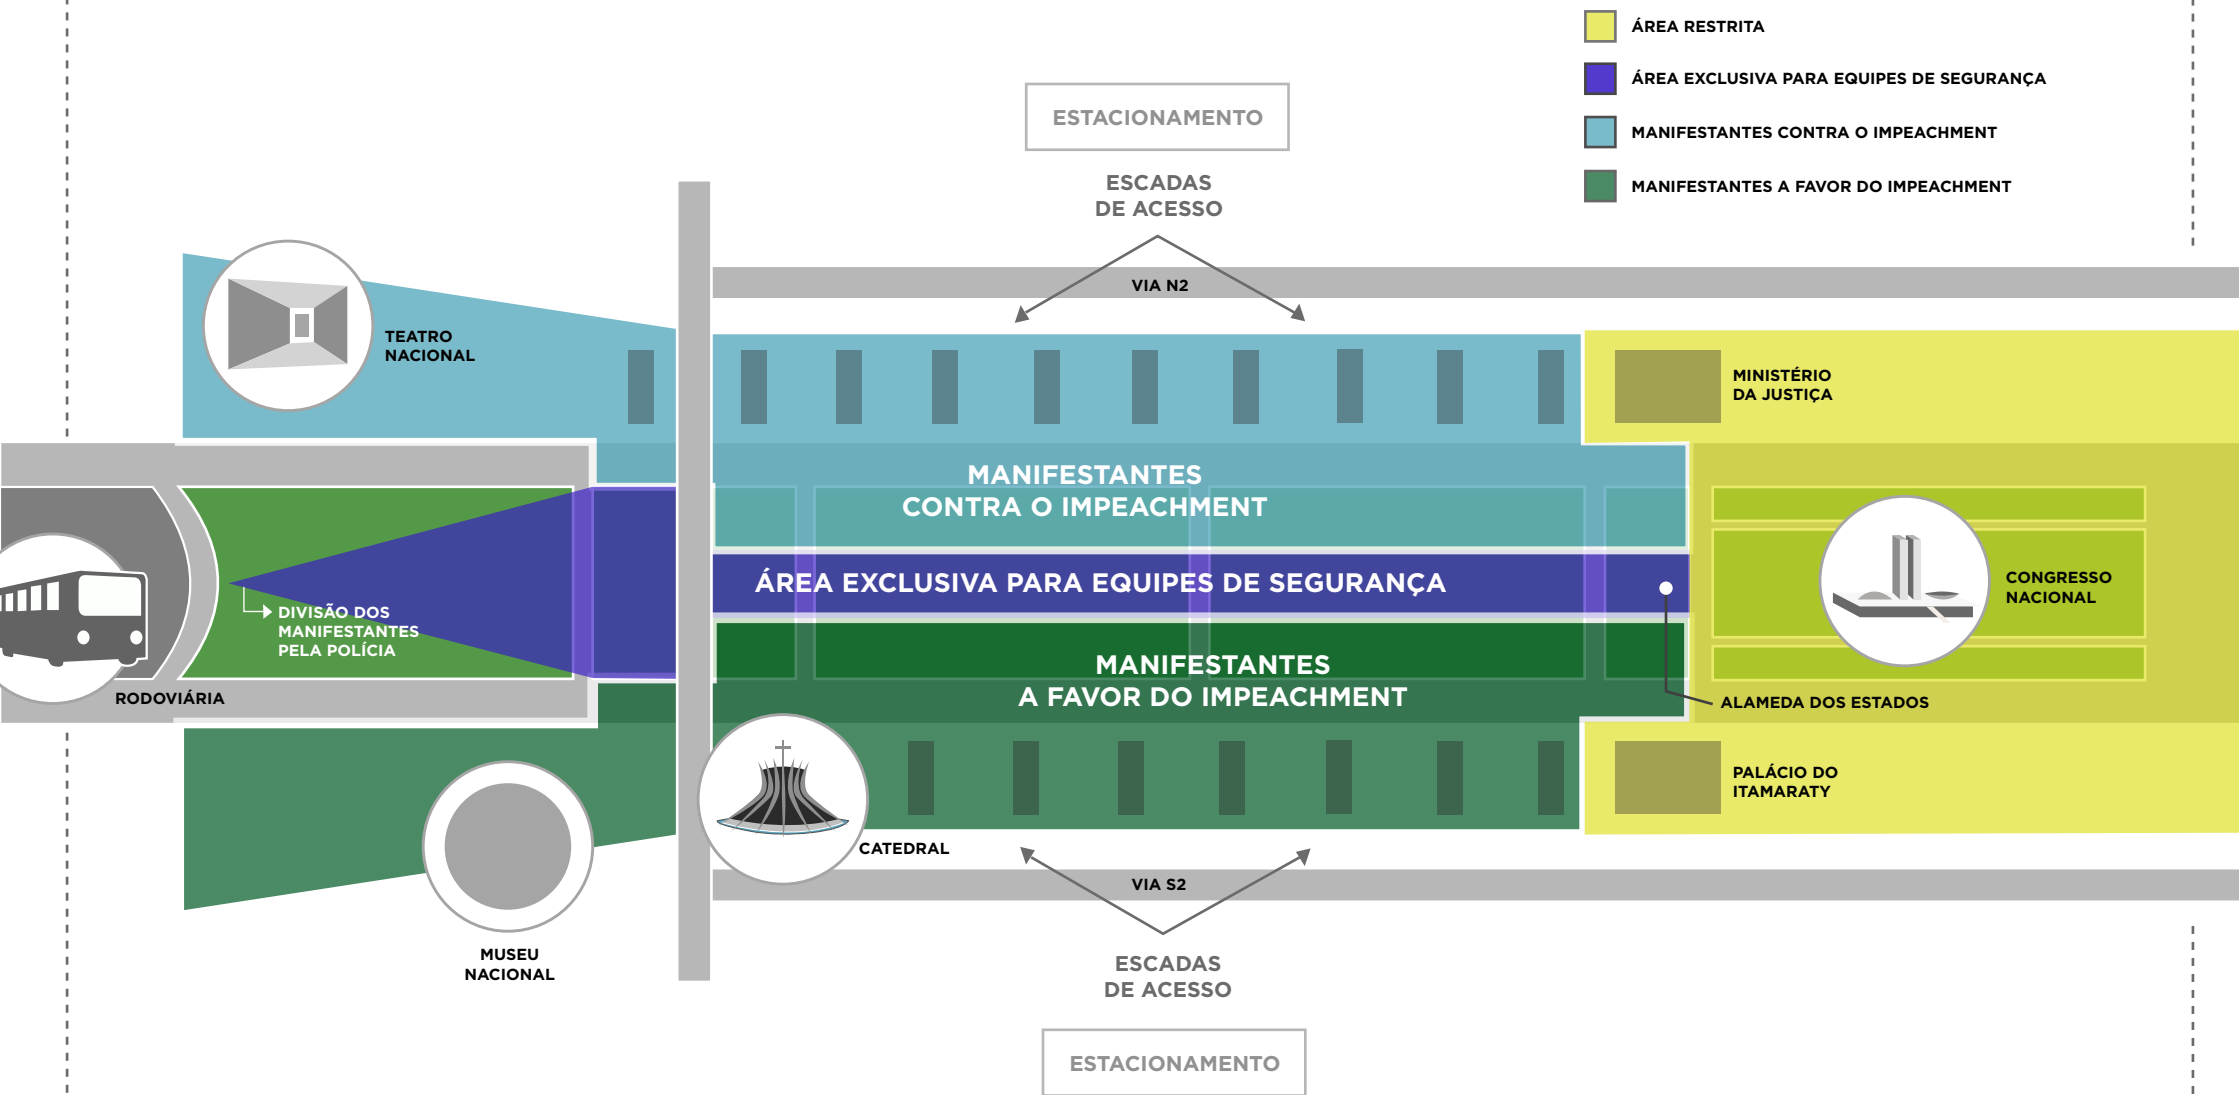 ÁREA RESTRITA
ÁREA EXCLUSIVA PARA EQUIPES DE SEGURANÇA
MANIFESTANTES CONTRA O IMPEACHMENT
MANIFESTANTES A FAVOR DO IMPEACHMENT
ESTACIONAMENTO
ESCADAS
DE ACESSO
VIA N2
TEATRO
NACIONAL
MINISTÉRIO
DA JUSTIÇA
MANIFESTANTES
CONTRA O IMPEACHMENT
ÁREA EXCLUSIVA PARA EQUIPES DE SEGURANÇA
CONGRESSO
NACIONAL
DIVISÃO DOS
MANIFESTANTES
PELA POLÍCIA
RODOVIÁRIA
MANIFESTANTES
A FAVOR DO IMPEACHMENT
ALAMEDA DOS ESTADOS
PALÁCIO DO
ITAMARATY
CATEDRAL
VIA S2
MUSEU
NACIONAL
ESCADAS
DE ACESSO
ESTACIONAMENTO